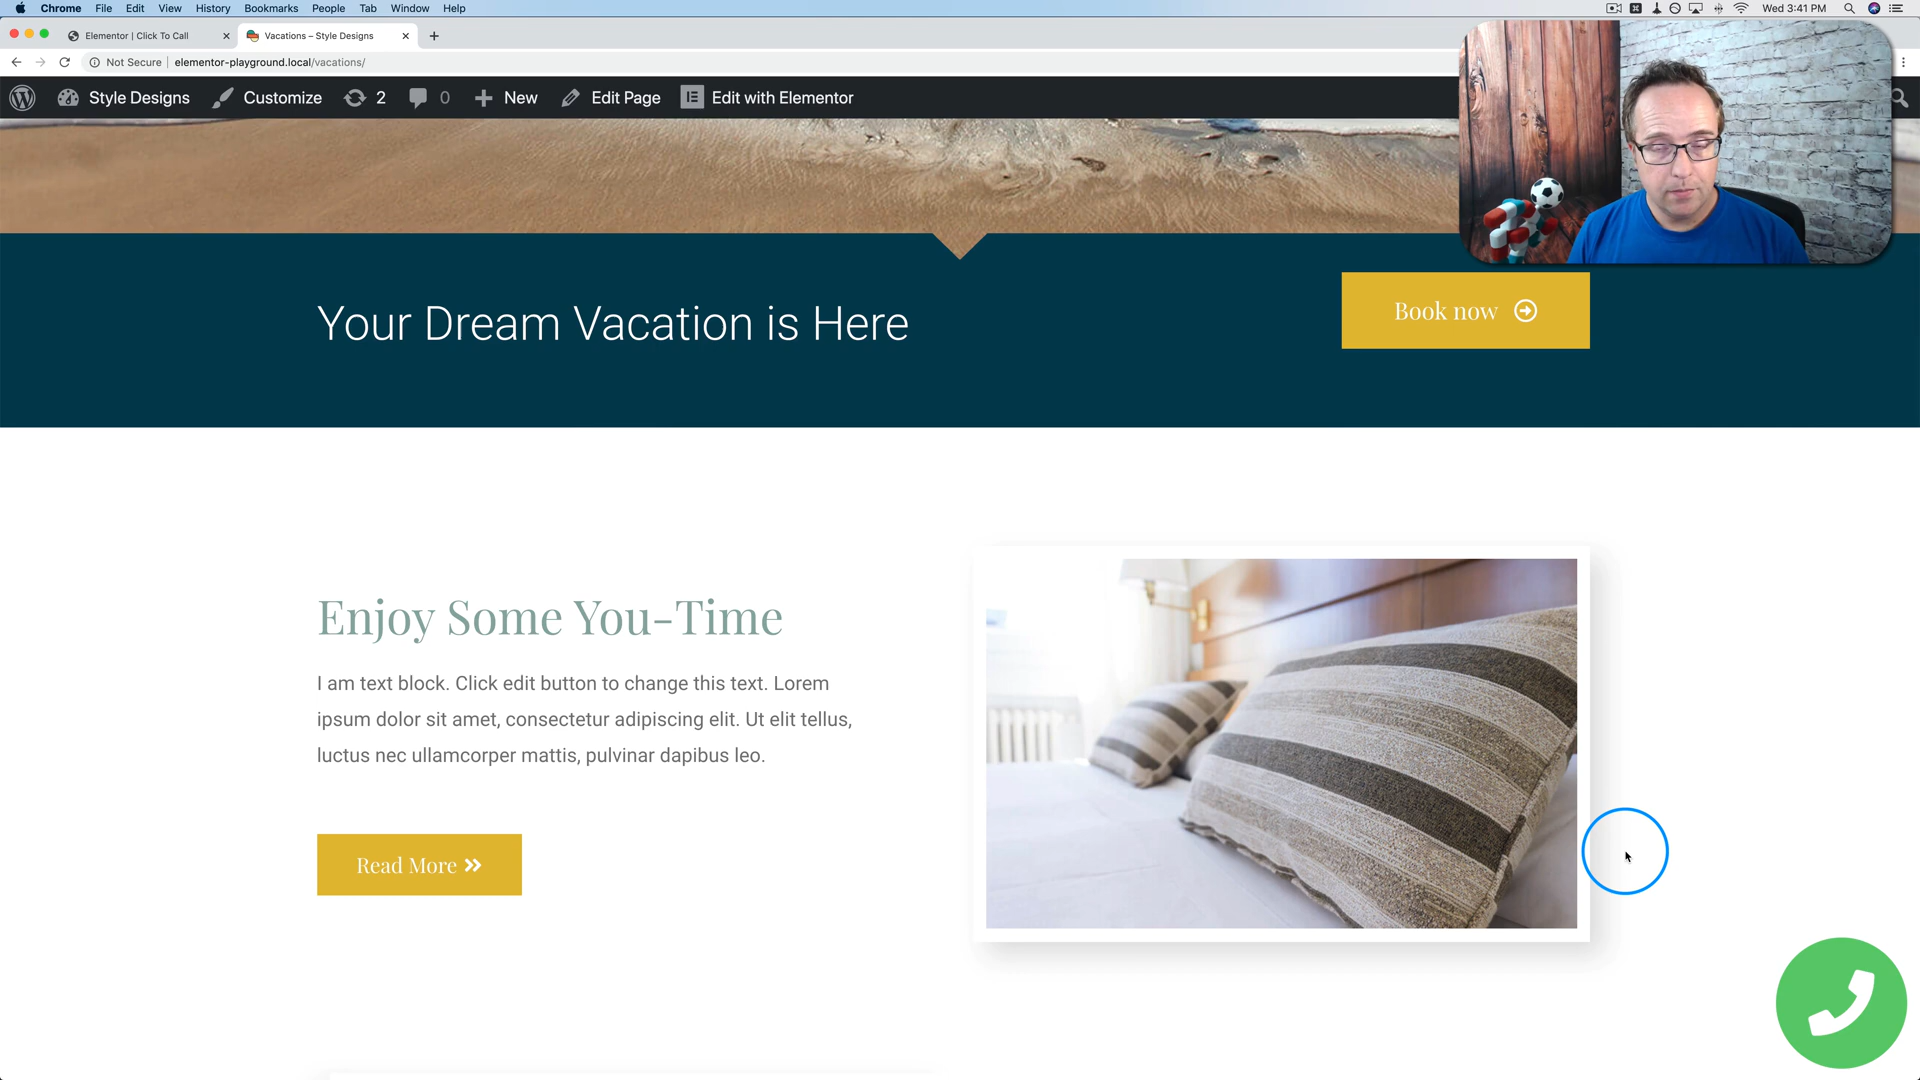 Chrome File Edit View History Bookmarks People Tab Window Help Wed 3:41 PM
Elementor | Click To Call Vacations – Style Designs
Not Secure elementor-playground.local/vacations/
Style Designs Customize 2 0 New Edit Page Edit with Elementor
Your Dream Vacation is Here
Book now
Enjoy Some You-Time
I am text block. Click edit button to change this text. Lorem
ipsum dolor sit amet, consectetur adipiscing elit. Ut elit tellus,
luctus nec ullamcorper mattis, pulvinar dapibus leo.
Read More